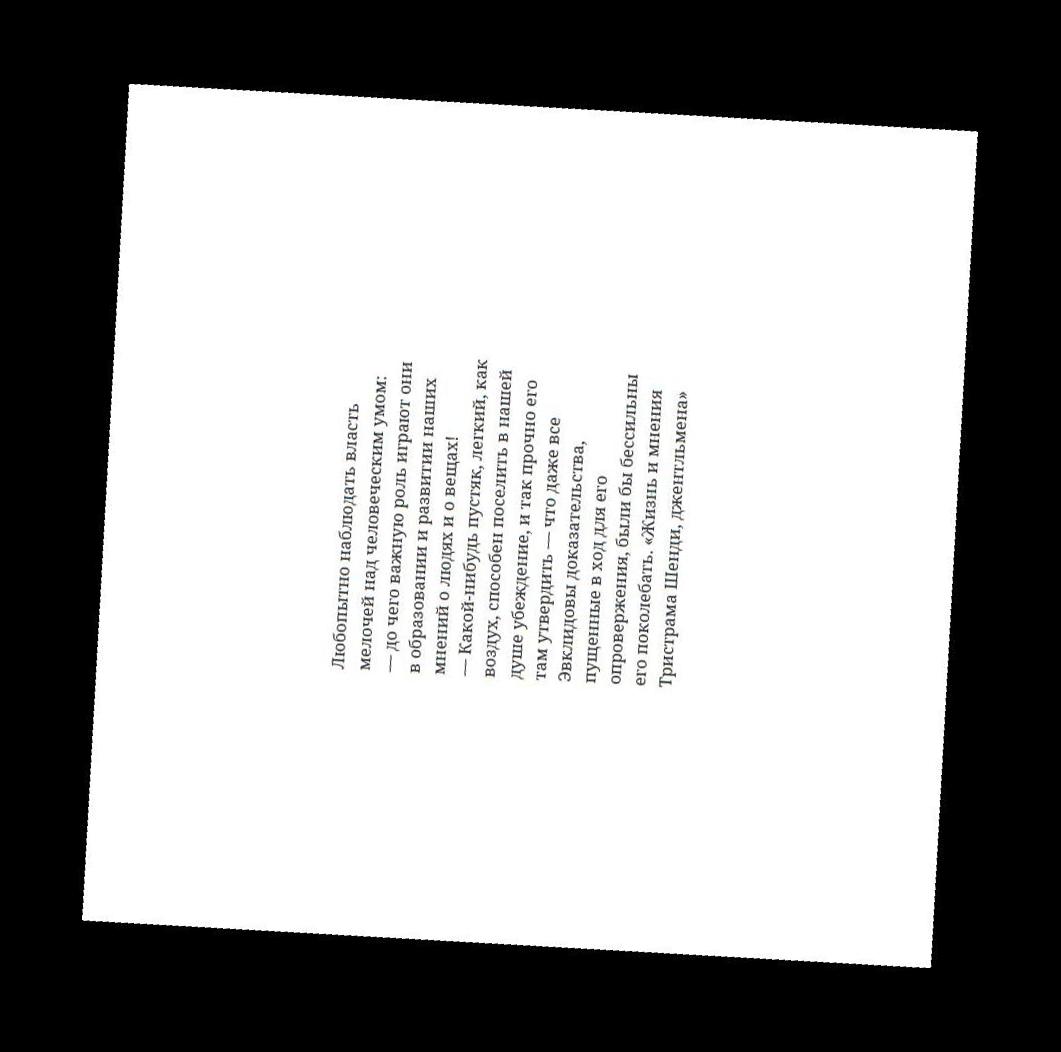 Любопытно наблюдать власть
мелочей над человеческим умом:
— до чего важную роль играют они
в образовании и развитии наших
мнений о людях и о вещах!
— Какой-нибудь пустяк, легкий, как
воздух, способен поселить в нашей
душе убеждение, и так прочно его
там утвердить — что даже все
Эвклидовы доказательства,
пущенные в ход для его
опровержения, были бы бессильны
его поколебать. «Жизнь и мнения
Тристрама Шенди, джентльмена»